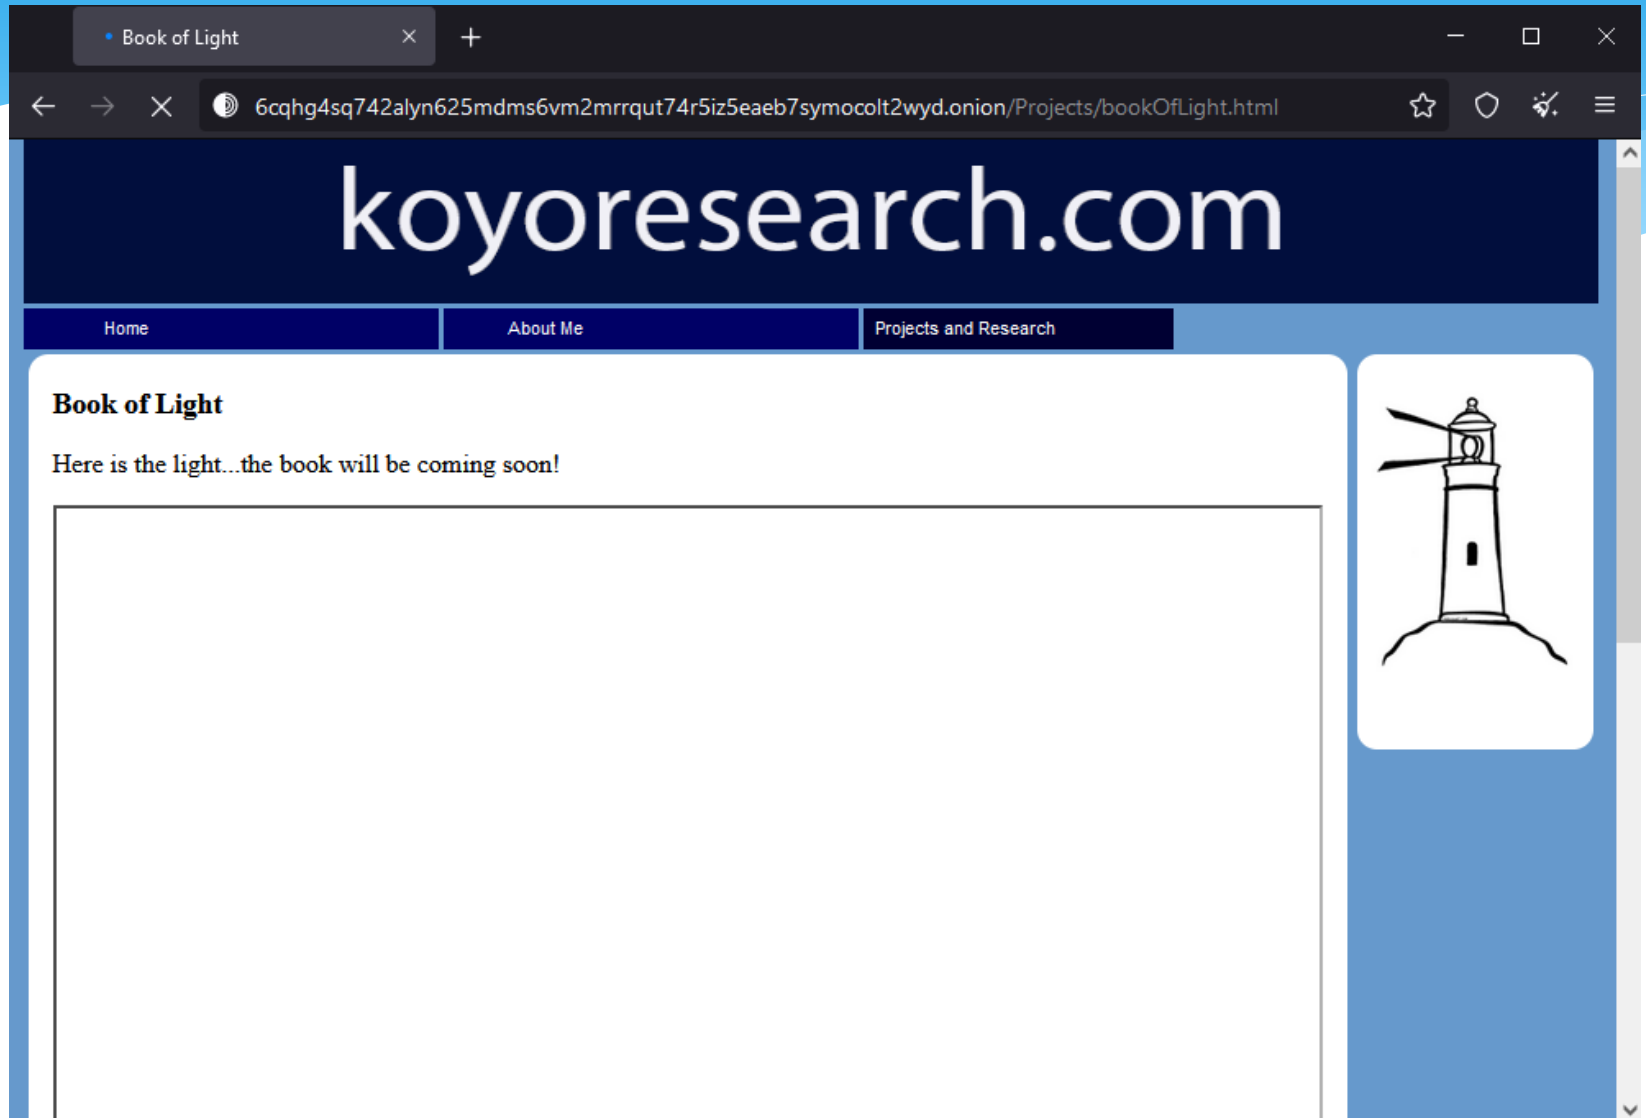 Book of Light
6cqhg4sq742alyn625mdms6vm2mrrqut74r5iz5eaeb7symocolt2wyd.onion/Projects/bookOfLight.html
koyoresearch.com
Home
About Me
Projects and Research
Book of Light
Here is the light...the book will be coming soon!